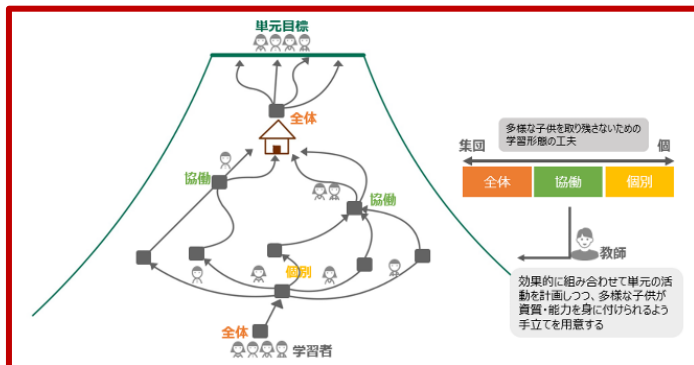 単元目標
全体
協働
協働
個別
全体
学習者
多様な子供を取り残さないための
学習形態の工夫
集団
個
全体
協働
個別
教師
効果的に組み合わせて単元の活
動を計画しつつ、多様な子供が
資質・能力を身に付けられるよう
手立てを用意する